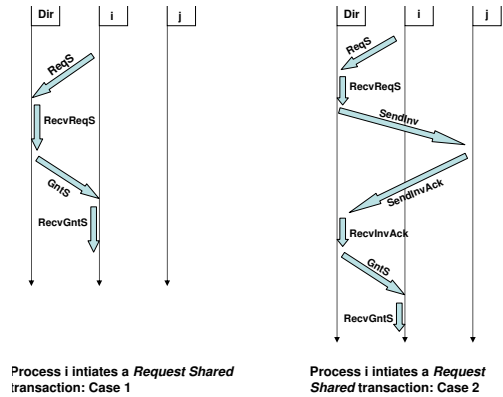 Dir
i
j
ReqS
RecvReqS
GntS
RecvGntS
Process i intiates a Request Shared
transaction: Case 1
Dir
i
j
ReqS
RecvReqS
SendInv
SendInvAck
RecvInvAck
GntS
RecvGntS
Process i intiates a Request
Shared transaction: Case 2